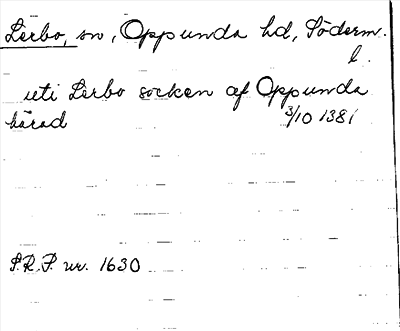 Lerbo, sn, Oppunda hd, Söderm.
l.
uti Lerbo socken af Oppunda
härad 3/10 1381
S.R.P. nr. 1630